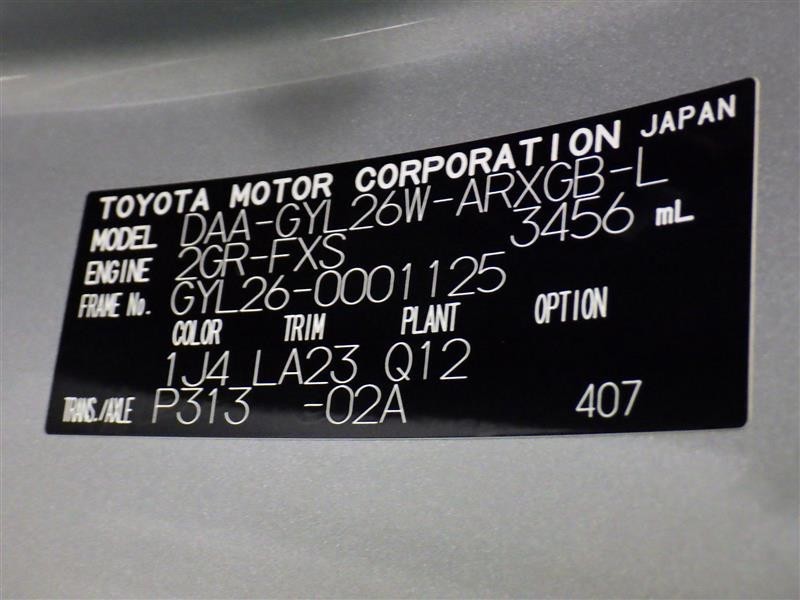 TOYOTA MOTOR CORPORATION JAPAN
MODEL DAA-GYL26W-ARXGB-L
ENGINE 2GR-FXS 3456 mL
FRAME No. GYL26-0001125
COLOR TRIM PLANT OPTION
1J4 LA23 Q12
TRANS./AXLE P313 -02A 407